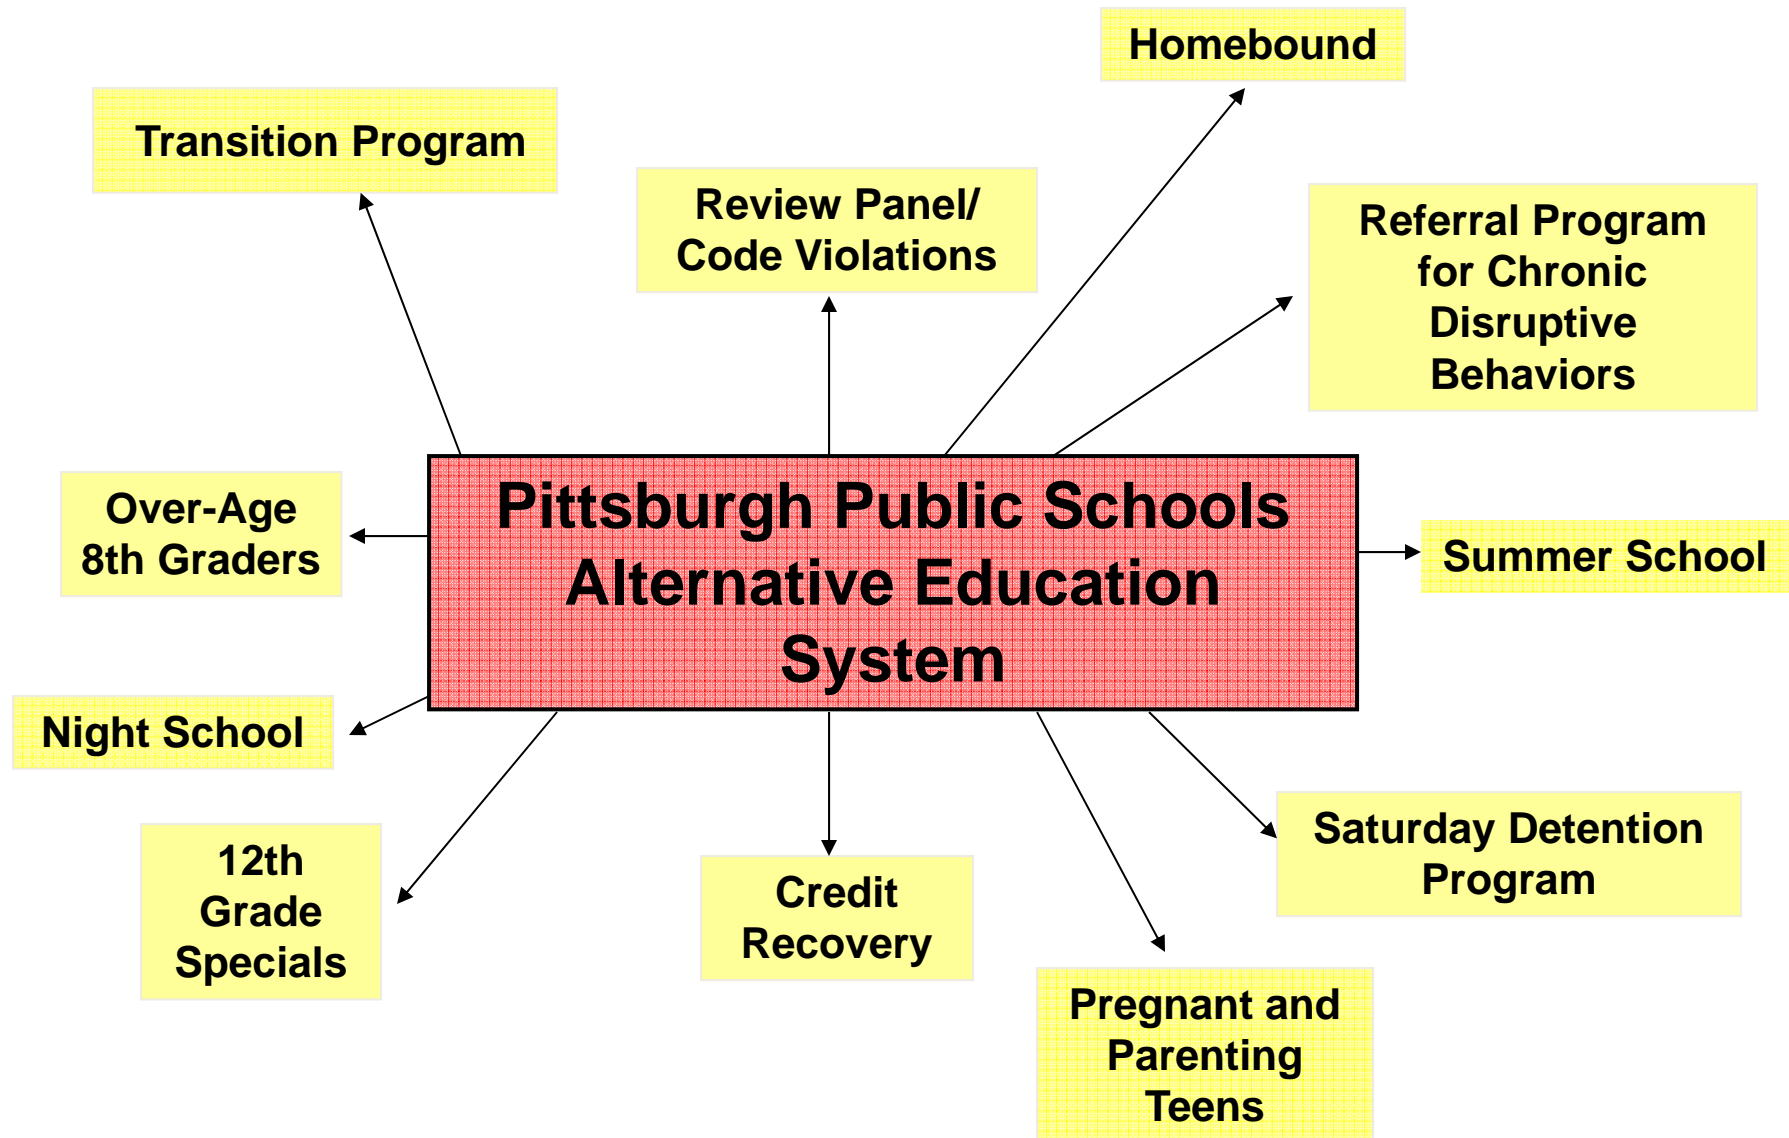 Homebound
Transition Program
Review Panel/
Code Violations
Referral Program
for Chronic
Disruptive
Behaviors
Pittsburgh Public Schools
Alternative Education
System
Over-Age
8th Graders
Summer School
Night School
12th
Grade
Specials
Credit
Recovery
Saturday Detention
Program
Pregnant and
Parenting
Teens